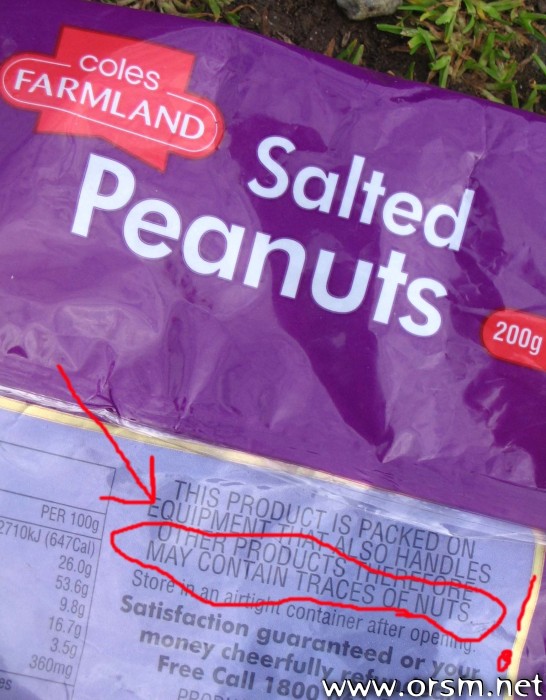 coles
FARMLAND
Salted
Peanuts
200g
THIS PRODUCT IS PACKED ON
EQUIPMENT THAT ALSO HANDLES
OTHER PRODUCTS THEREFORE
MAY CONTAIN TRACES OF NUTS.
Store in an airtight container after opening.
Satisfaction guaranteed or your
money cheerfully
Free Call 1800
PER 100g
2710kJ (647Cal)
26.0g
53.6g
9.8g
16.7g
3.5g
360mg
www.orsm.net